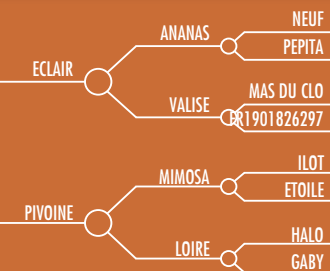 NEUF
ANANAS
PEPITA
ECLAIR
MAS DU CLO
VALISE
FR1901826297
ILOT
MIMOSA
ETOILE
PIVOINE
HALO
LOIRE
GABY